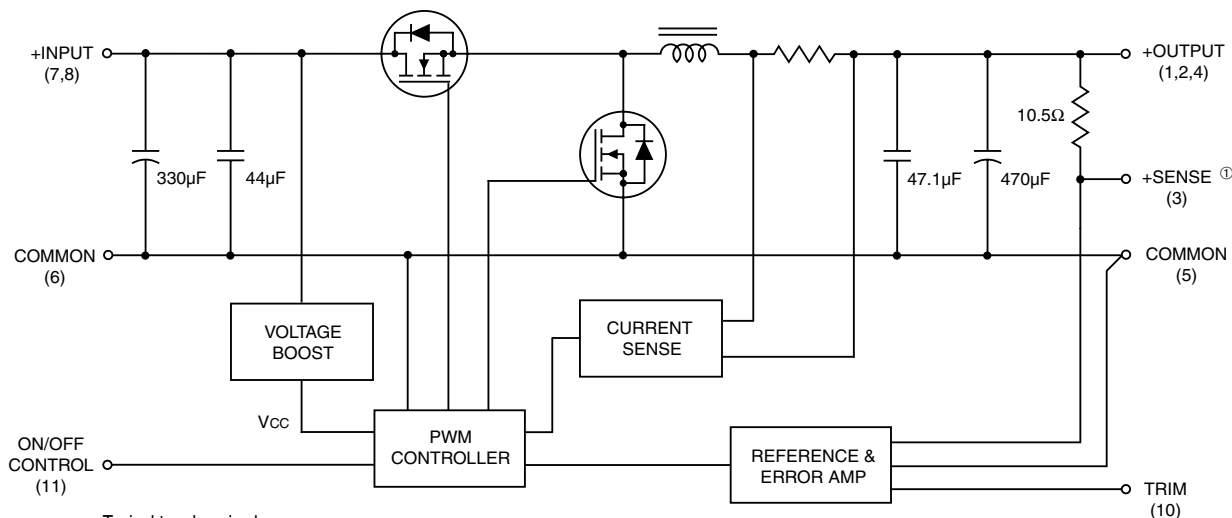 +INPUT
(7,8)
+OUTPUT
(1,2,4)
10.5Ω
330µF
44µF
47.1µF
470µF
+SENSE ①
(3)
COMMON
(6)
COMMON
(5)
VOLTAGE
BOOST
CURRENT
SENSE
VCC
PWM
CONTROLLER
REFERENCE &
ERROR AMP
ON/OFF
CONTROL
(11)
TRIM
(10)